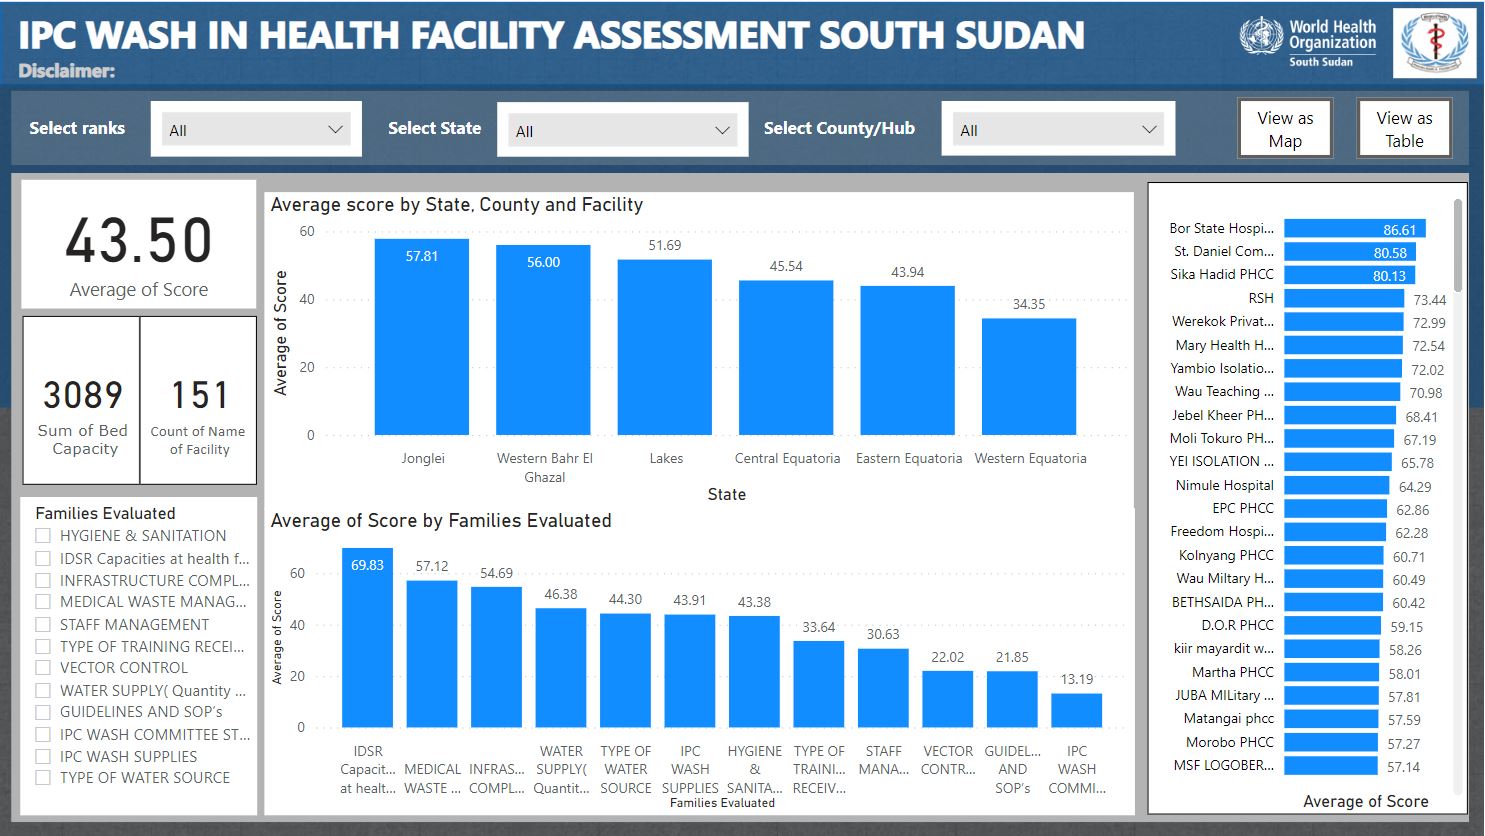 IPC WASH IN HEALTH FACILITY ASSESSMENT SOUTH SUDAN
Disclaimer:
World Health
Organization
South Sudan
Select ranks
All
Select State
All
Select County/Hub
All
View as
Map
View as
Table
43.50
Average of Score
3089
Sum of Bed
Capacity
151
Count of Name
of Facility
Families Evaluated
HYGIENE & SANITATION
IDSR Capacities at health f...
INFRASTRUCTURE COMPL...
MEDICAL WASTE MANAG...
STAFF MANAGEMENT
TYPE OF TRAINING RECEI...
VECTOR CONTROL
WATER SUPPLY( Quantity ...
GUIDELINES AND SOP's
IPC WASH COMMITTEE ST...
IPC WASH SUPPLIES
TYPE OF WATER SOURCE
Average score by State, County and Facility
Average of Score
60
40
20
0
57.81
56.00
51.69
45.54
43.94
34.35
Jonglei
Western Bahr El
Ghazal
Lakes
Central Equatoria
Eastern Equatoria
Western Equatoria
State
Average of Score by Families Evaluated
Average of Score
60
40
20
0
69.83
57.12
54.69
46.38
44.30
43.91
43.38
33.64
30.63
22.02
21.85
13.19
IDSR
Capacit...
at healt...
MEDICAL
WASTE ...
INFRAS...
COMPL...
WATER
SUPPLY(
Quantit...
TYPE OF
WATER
SOURCE
IPC
WASH
SUPPLIES
HYGIENE
&
SANITA...
TYPE OF
TRAINI...
RECEIV...
STAFF
MANA...
VECTOR
CONTR...
GUIDEL...
AND
SOP's
IPC
WASH
COMMI...
Families Evaluated
Bor State Hospi... 86.61
St. Daniel Com... 80.58
Sika Hadid PHCC 80.13
RSH 73.44
Werekok Privat... 72.99
Mary Health H... 72.54
Yambio Isolatio... 72.02
Wau Teaching ... 70.98
Jebel Kheer PH... 68.41
Moli Tokuro PH... 67.19
YEI ISOLATION ... 65.78
Nimule Hospital 64.29
EPC PHCC 62.86
Freedom Hospi... 62.28
Kolnyang PHCC 60.71
Wau Miltary H... 60.49
BETHSAIDA PH... 60.42
D.O.R PHCC 59.15
kiir mayardit w... 58.26
Martha PHCC 58.01
JUBA MILitary ... 57.81
Matangai phcc 57.59
Morobo PHCC 57.27
MSF LOGOBER... 57.14
Average of Score